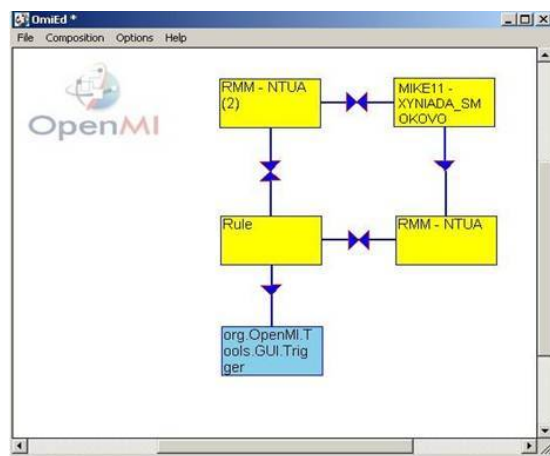 OmiEd *
File Composition Options Help
OpenMI
RMM - NTUA
(2)
MIKE11 -
XYNIADA_SM
OKOVO
Rule
RMM - NTUA
org.OpenMI.T
ools.GUI.Trig
ger